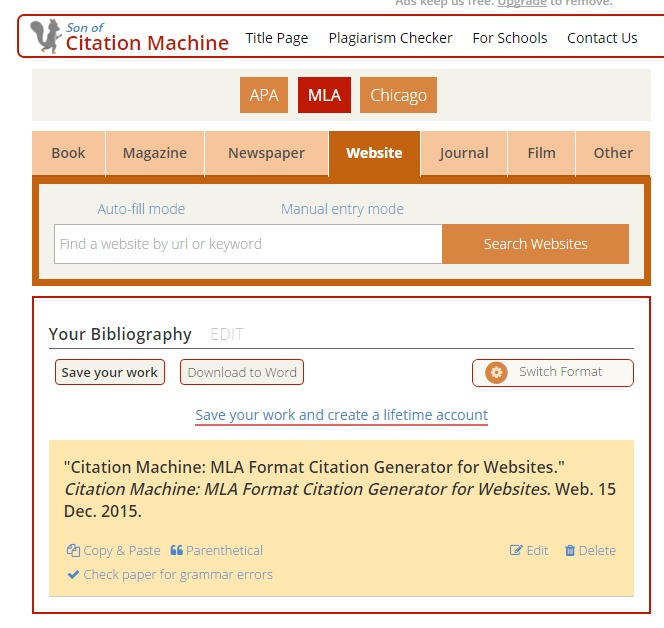 Ads keep us free. Upgrade to remove.
Son of
Citation Machine Title Page Plagiarism Checker For Schools Contact Us
APA MLA Chicago
Book Magazine Newspaper Website Journal Film Other
Auto-fill mode Manual entry mode
Find a website by url or keyword Search Websites
Your Bibliography EDIT
Save your work Download to Word Switch Format
Save your work and create a lifetime account
"Citation Machine: MLA Format Citation Generator for Websites."
Citation Machine: MLA Format Citation Generator for Websites. Web. 15
Dec. 2015.
Copy & Paste Parenthetical Edit Delete
Check paper for grammar errors